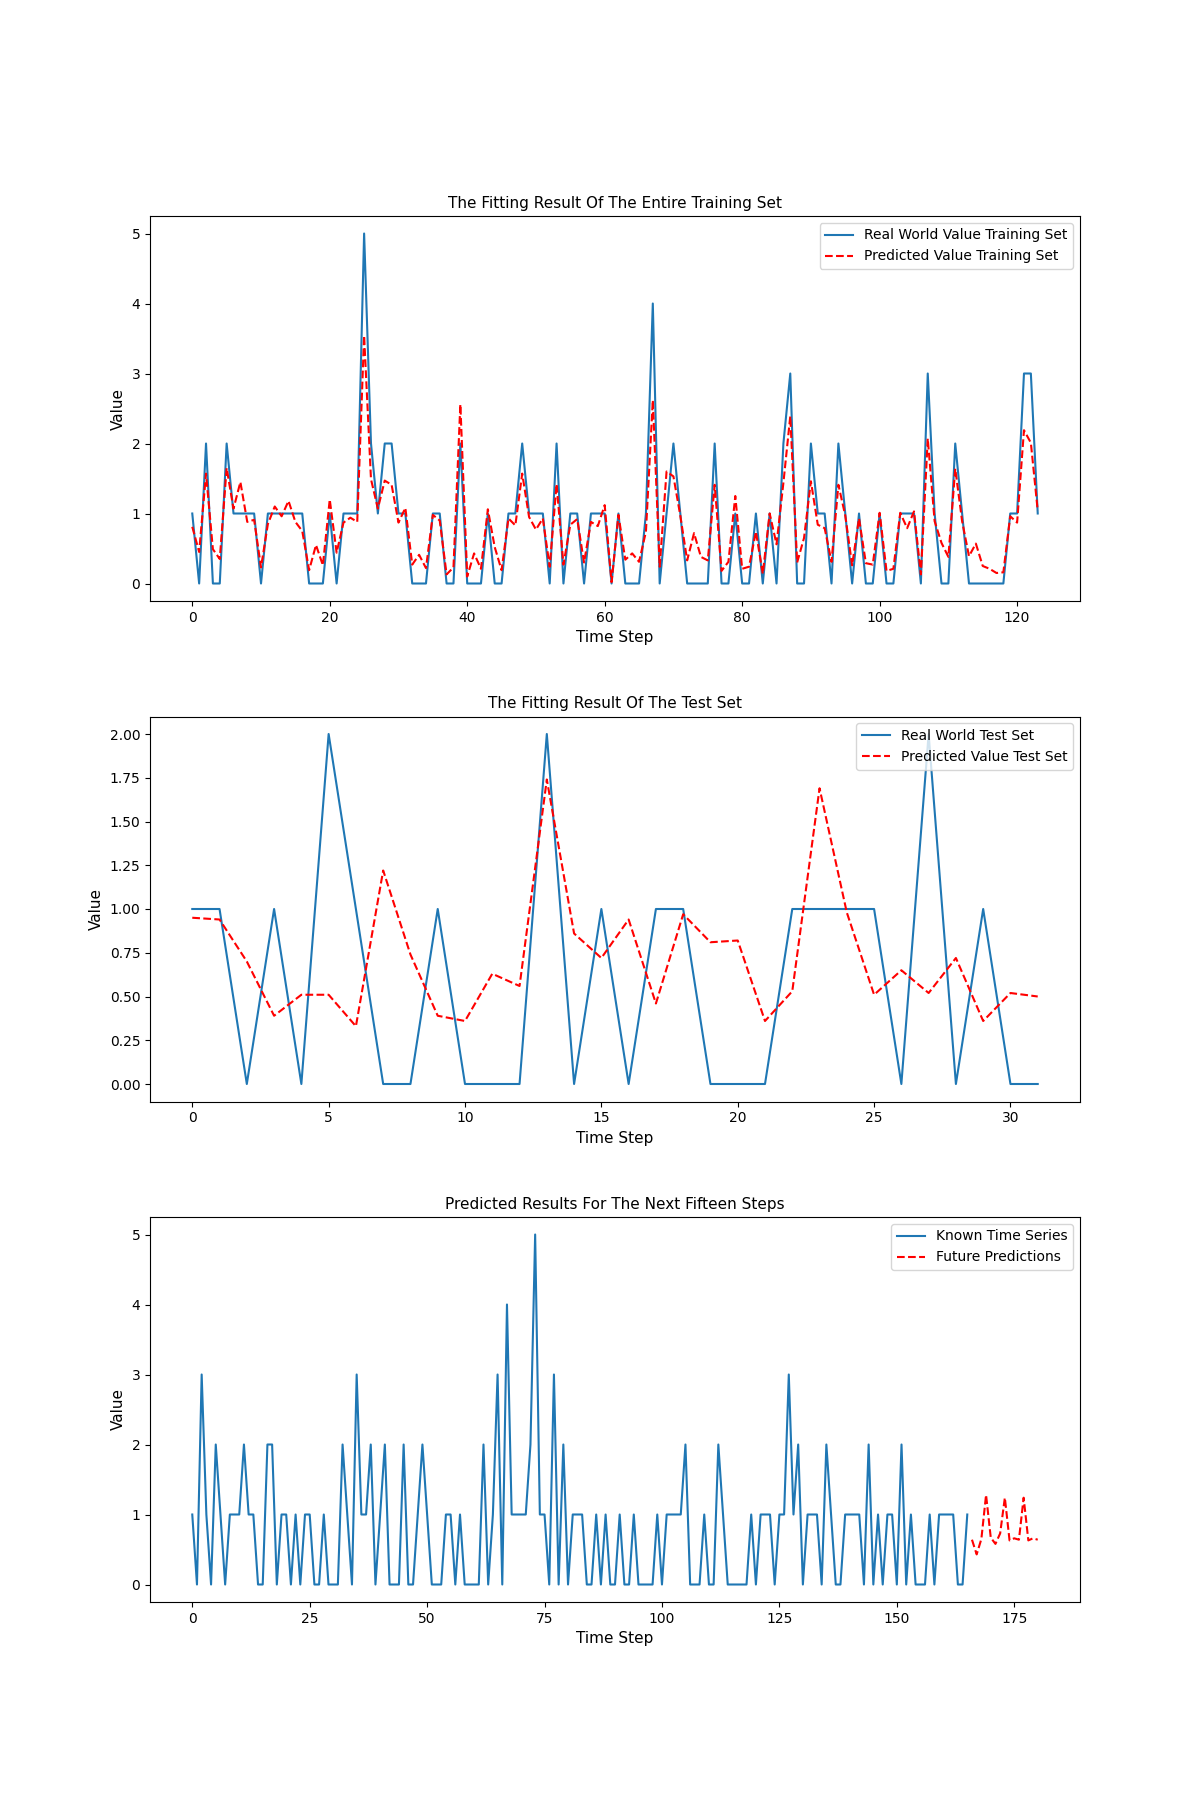 The Fitting Result Of The Entire Training Set
Real World Value Training Set
Predicted Value Training Set
Value
5
4
3
2
1
0
0 20 40 60 80 100 120
Time Step
The Fitting Result Of The Test Set
Real World Test Set
Predicted Value Test Set
Value
2.00
1.75
1.50
1.25
1.00
0.75
0.50
0.25
0.00
0 5 10 15 20 25 30
Time Step
Predicted Results For The Next Fifteen Steps
Known Time Series
Future Predictions
Value
5
4
3
2
1
0
0 25 50 75 100 125 150 175
Time Step